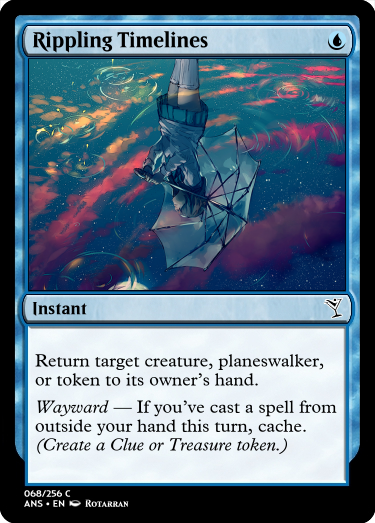 Rippling Timelines
Instant
Return target creature, planeswalker,
or token to its owner's hand.
Wayward — If you've cast a spell from
outside your hand this turn, cache.
(Create a Clue or Treasure token.)
068/256 C
ANS • EN Rotarran